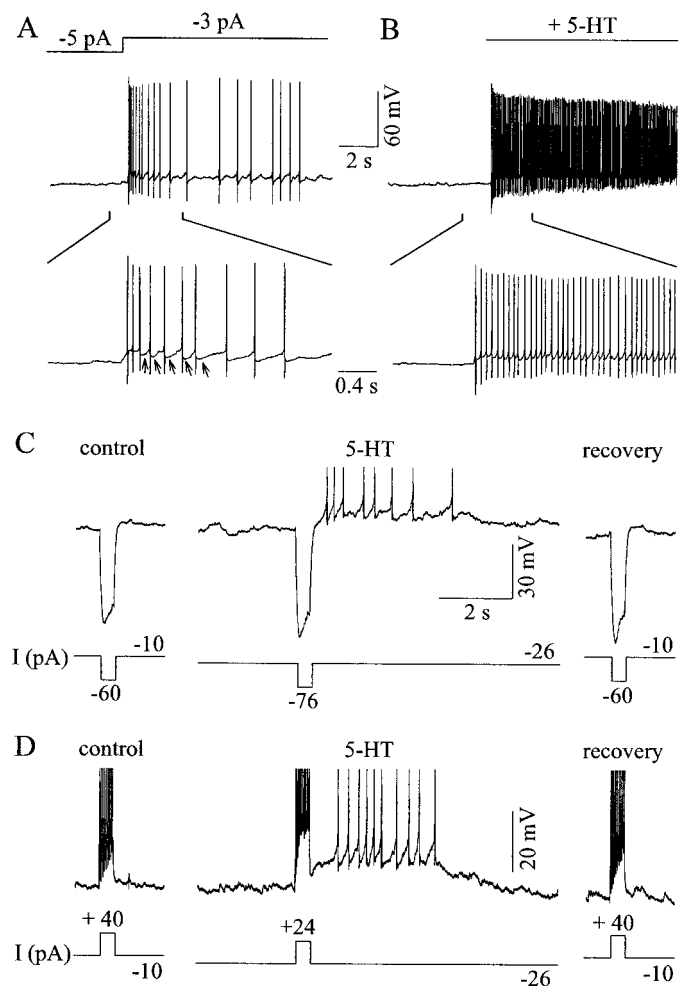 A
-5 pA
-3 pA
B
+ 5-HT
60 mV
2 s
0.4 s
C
control
5-HT
recovery
30 mV
2 s
I (pA)
-10
-60
-26
-76
-10
-60
D
control
5-HT
recovery
20 mV
+ 40
+24
+ 40
I (pA)
-10
-26
-10